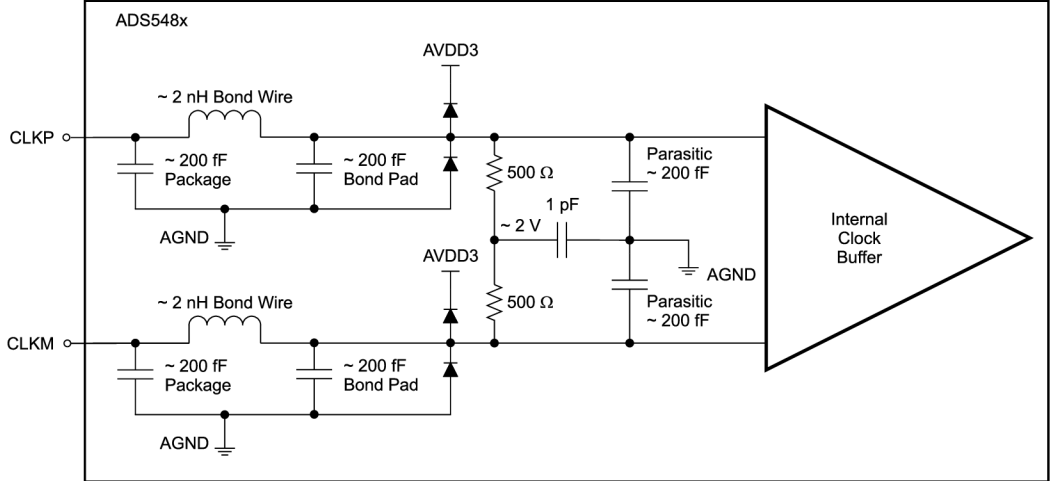 ADS548x
AVDD3
~ 2 nH Bond Wire
CLKP
~ 200 fF
Package
~ 200 fF
Bond Pad
500 Ω
Parasitic
~ 200 fF
1 pF
~ 2 V
AGND
Internal
Clock
Buffer
AVDD3
AGND
~ 2 nH Bond Wire
500 Ω
Parasitic
~ 200 fF
CLKM
~ 200 fF
Package
~ 200 fF
Bond Pad
AGND